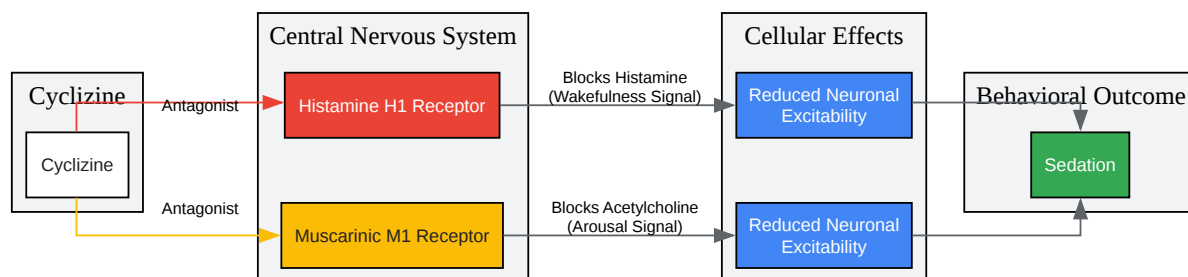 Cyclizine
Cyclizine
Antagonist
Antagonist
Central Nervous System
Histamine H1 Receptor
Muscarinic M1 Receptor
Blocks Histamine
(Wakefulness Signal)
Blocks Acetylcholine
(Arousal Signal)
Cellular Effects
Reduced Neuronal
Excitability
Reduced Neuronal
Excitability
Behavioral Outcome
Sedation